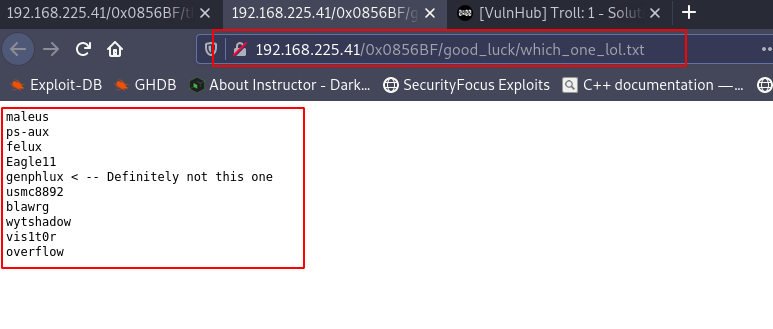 192.168.225.41/0x0856BF/t
192.168.225.41/0x0856BF/g
[VulnHub] Troll: 1 - Solut
192.168.225.41/0x0856BF/good_luck/which_one_lol.txt
Exploit-DB
GHDB
About Instructor - Dark...
SecurityFocus Exploits
C++ documentation —...
maleus
ps-aux
felux
Eagle11
genphlux < -- Definitely not this one
usmc8892
blawrg
wytshadow
vis1t0r
overflow